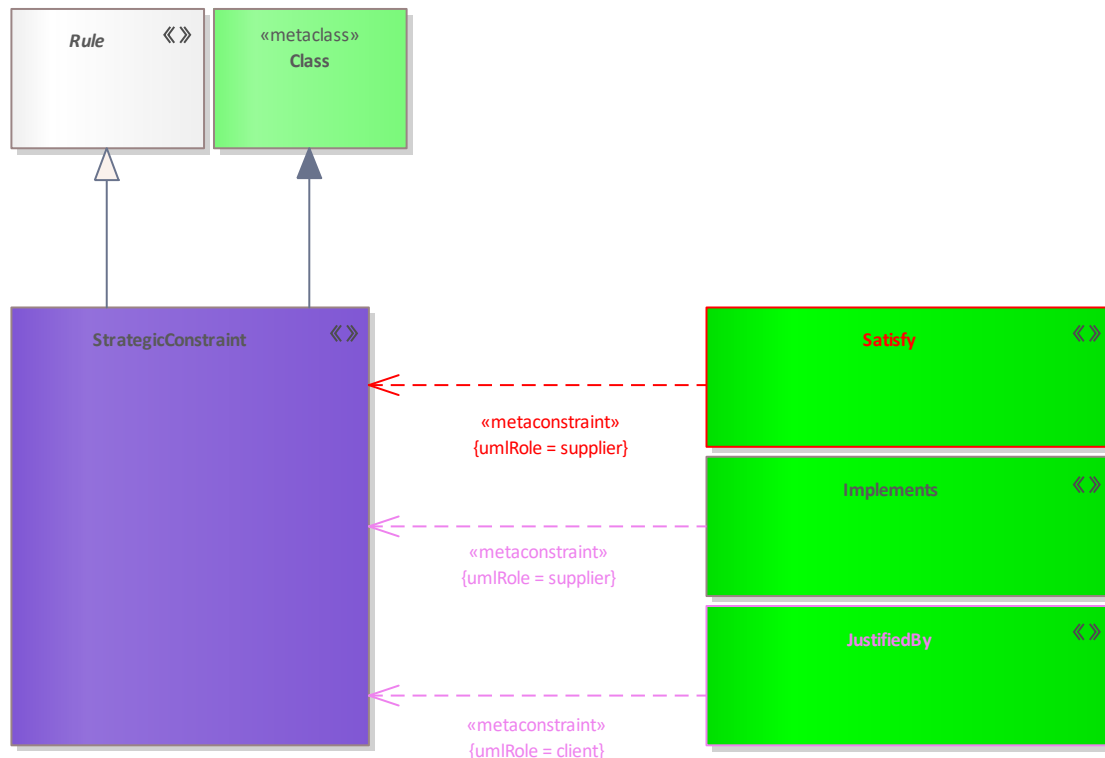 Rule
«»
«metaclass»
Class
StrategicConstraint
«»
Satisfy
«»
«metaconstraint»
{umlRole = supplier}
Implements
«»
«metaconstraint»
{umlRole = supplier}
JustifiedBy
«»
«metaconstraint»
{umlRole = client}